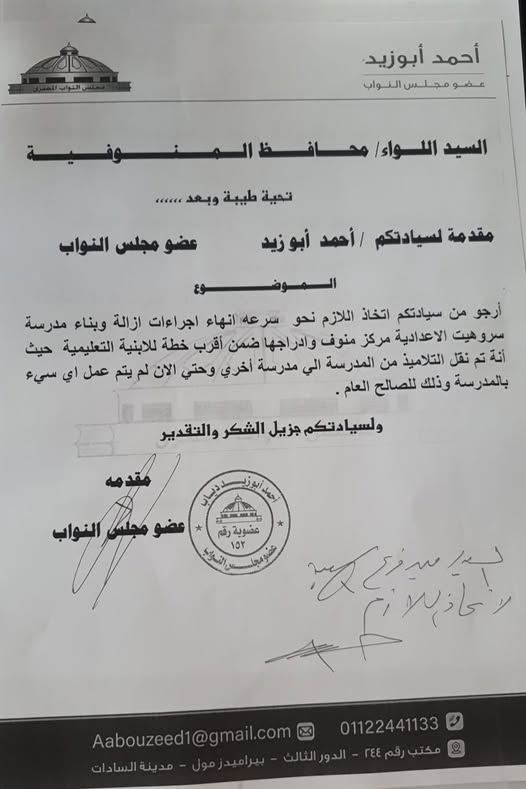 أحمد أبوزيد
عضو مجلس النواب
مجلس النواب المصري
السيد اللواء/ محافظ المنوفية
تحية طيبة وبعد ،،،،،،
مقدمة لسيادتكم / أحمد أبو زيد عضو مجلس النواب
الموضوع
أرجو من سيادتكم اتخاذ اللازم نحو سرعه انهاء اجراءات ازالة وبناء مدرسة
سروهيت الاعدادية مركز منوف وادراجها ضمن أقرب خطة للابنية التعليمية حيث
أنة تم نقل التلاميذ من المدرسة الي مدرسة أخري وحتي الان لم يتم عمل اي سيء
بالمدرسة وذلك للصالح العام .
ولسيادتكم جزيل الشكر والتقدير
مقدمه
عضو مجلس النواب
أحمد أبوزيد دياب
عضوية رقم
١٥٢
عضو مجلس النواب
السيد مدير فرع
لاتخاذ اللازم
01122441133
Aabouzeed1@gmail.com
مكتب رقم ٢٤٤ - الدور الثالث - بيراميدز مول - مدينة السادات